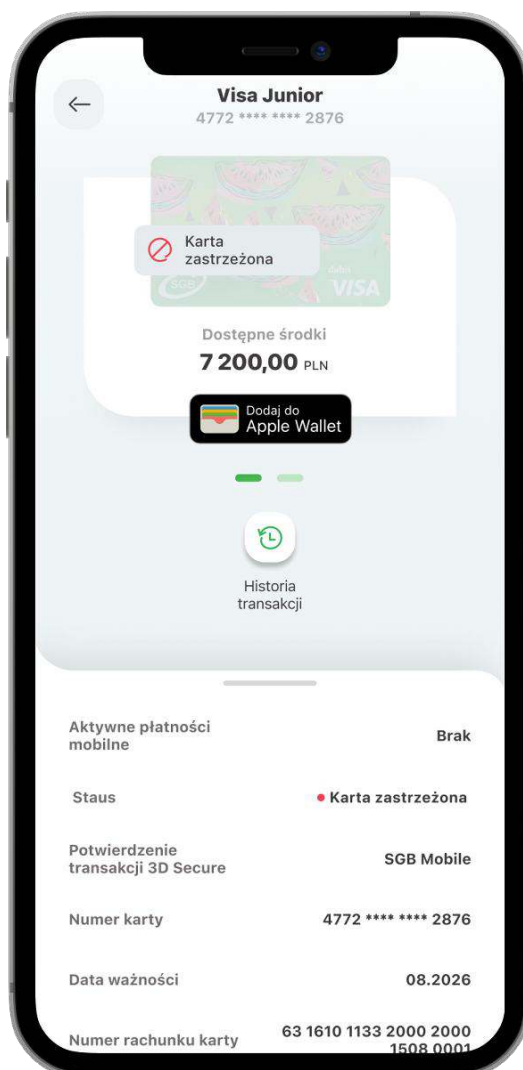 Visa Junior
4772 **** **** 2876
Karta
zastrzeżona
SGB
VISA
Dostępne środki
7 200,00 PLN
Dodaj do
Apple Wallet
Historia
transakcji
Aktywne płatności
mobilne
Brak
Staus
Karta zastrzeżona
Potwierdzenie
transakcji 3D Secure
SGB Mobile
Numer karty
4772 **** **** 2876
Data ważności
08.2026
Numer rachunku karty
63 1610 1133 2000 2000
1508 0001